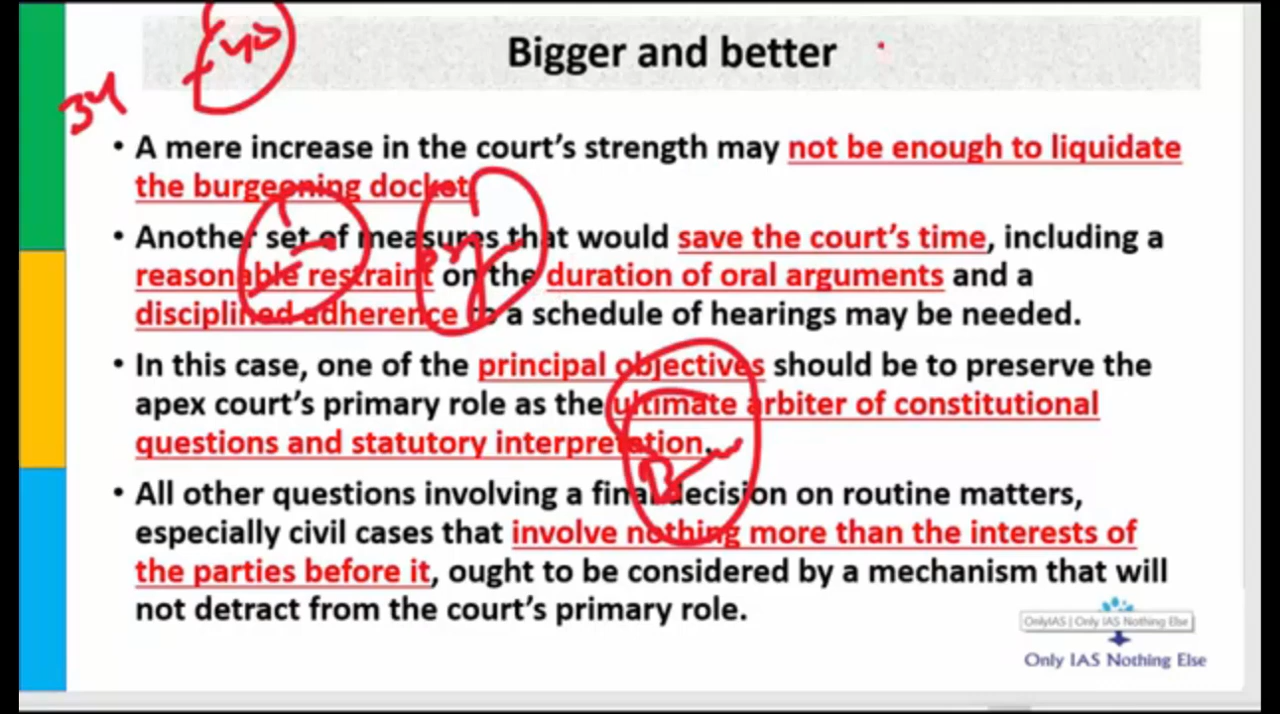 Bigger and better
34
40
• A mere increase in the court's strength may not be enough to liquidate
the burgeoning docket
• Another set of measures that would save the court's time, including a
reasonable restraint on the duration of oral arguments and a
disciplined adherence to a schedule of hearings may be needed.
• In this case, one of the principal objectives should be to preserve the
apex court's primary role as the ultimate arbiter of constitutional
questions and statutory interpretation.
• All other questions involving a final decision on routine matters,
especially civil cases that involve nothing more than the interests of
the parties before it, ought to be considered by a mechanism that will
not detract from the court's primary role.
OnlyIAS | Only IAS Nothing Else
Only IAS Nothing Else